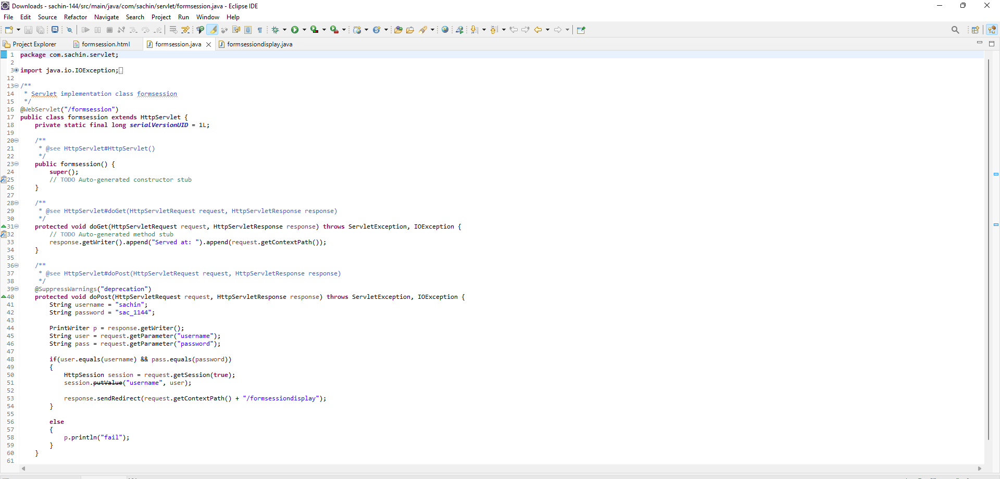 Downloads - sachin-144/src/main/java/com/sachin/servlet/formsession.java - Eclipse IDE
File Edit Source Refactor Navigate Search Project Run Window Help
Project Explorer formsession.html formsession.java formsessiondisplay.java
1 package com.sachin.servlet;
2
3 import java.io.IOException;
12
13 /**
14 * Servlet implementation class formsession
15 */
16 @WebServlet("/formsession")
17 public class formsession extends HttpServlet {
18 private static final long serialVersionUID = 1L;
19
20 /**
21 * @see HttpServlet#HttpServlet()
22 */
23 public formsession() {
24 super();
25 // TODO Auto-generated constructor stub
26 }
27
28 /**
29 * @see HttpServlet#doGet(HttpServletRequest request, HttpServletResponse response)
30 */
31 protected void doGet(HttpServletRequest request, HttpServletResponse response) throws ServletException, IOException {
32 // TODO Auto-generated method stub
33 response.getWriter().append("Served at: ").append(request.getContextPath());
34 }
35
36 /**
37 * @see HttpServlet#doPost(HttpServletRequest request, HttpServletResponse response)
38 */
39 @SuppressWarnings("deprecation")
40 protected void doPost(HttpServletRequest request, HttpServletResponse response) throws ServletException, IOException {
41 String username = "sachin";
42 String password = "sac_1144";
43
44 PrintWriter p = response.getWriter();
45 String user = request.getParameter("username");
46 String pass = request.getParameter("password");
47
48 if(user.equals(username) && pass.equals(password))
49 {
50 HttpSession session = request.getSession(true);
51 session.putValue("username", user);
52
53 response.sendRedirect(request.getContextPath() + "/formsessiondisplay");
54 }
55
56 else
57 {
58 p.println("fail");
59 }
60 }
61